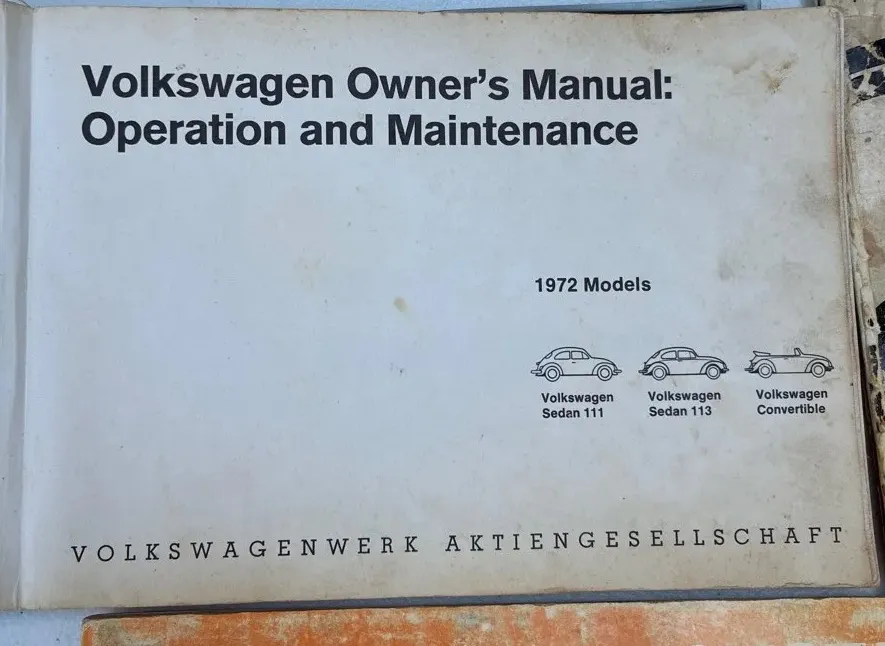 Volkswagen Owner's Manual:
Operation and Maintenance
1972 Models
Volkswagen
Sedan 111
Volkswagen
Sedan 113
Volkswagen
Convertible
VOLKSWAGENWERK AKTIENGESELLSCHAFT